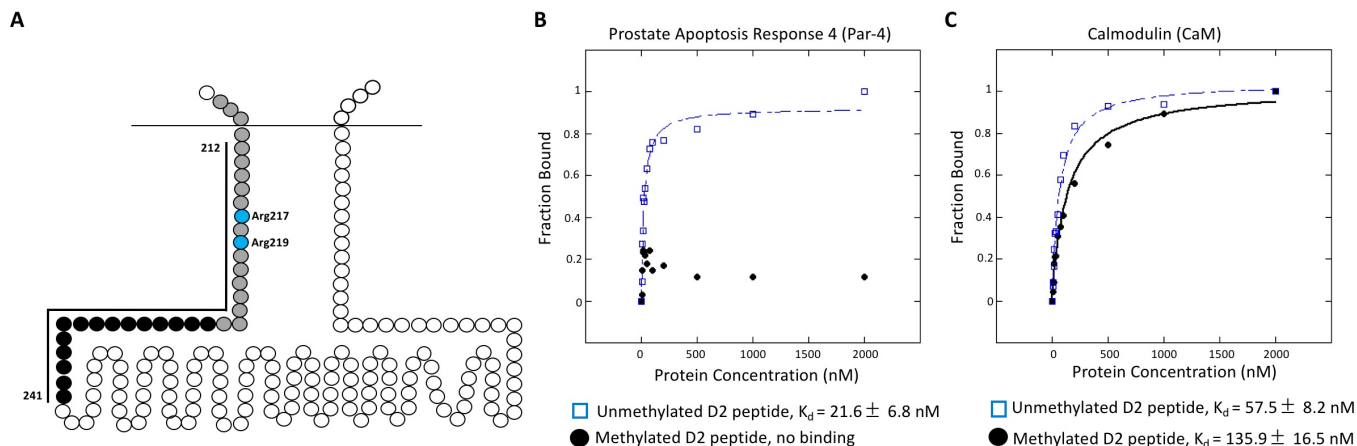 A
212
Arg217
Arg219
241
B
Prostate Apoptosis Response 4 (Par-4)
Fraction Bound
1
0.8
0.6
0.4
0.2
0
0
500
1000
1500
2000
Protein Concentration (nM)
Unmethylated D2 peptide, Kd = 21.6 ± 6.8 nM
Methylated D2 peptide, no binding
C
Calmodulin (CaM)
Fraction Bound
1
0.8
0.6
0.4
0.2
0
0
500
1000
1500
2000
Protein Concentration (nM)
Unmethylated D2 peptide, Kd = 57.5 ± 8.2 nM
Methylated D2 peptide, Kd = 135.9 ± 16.5 nM